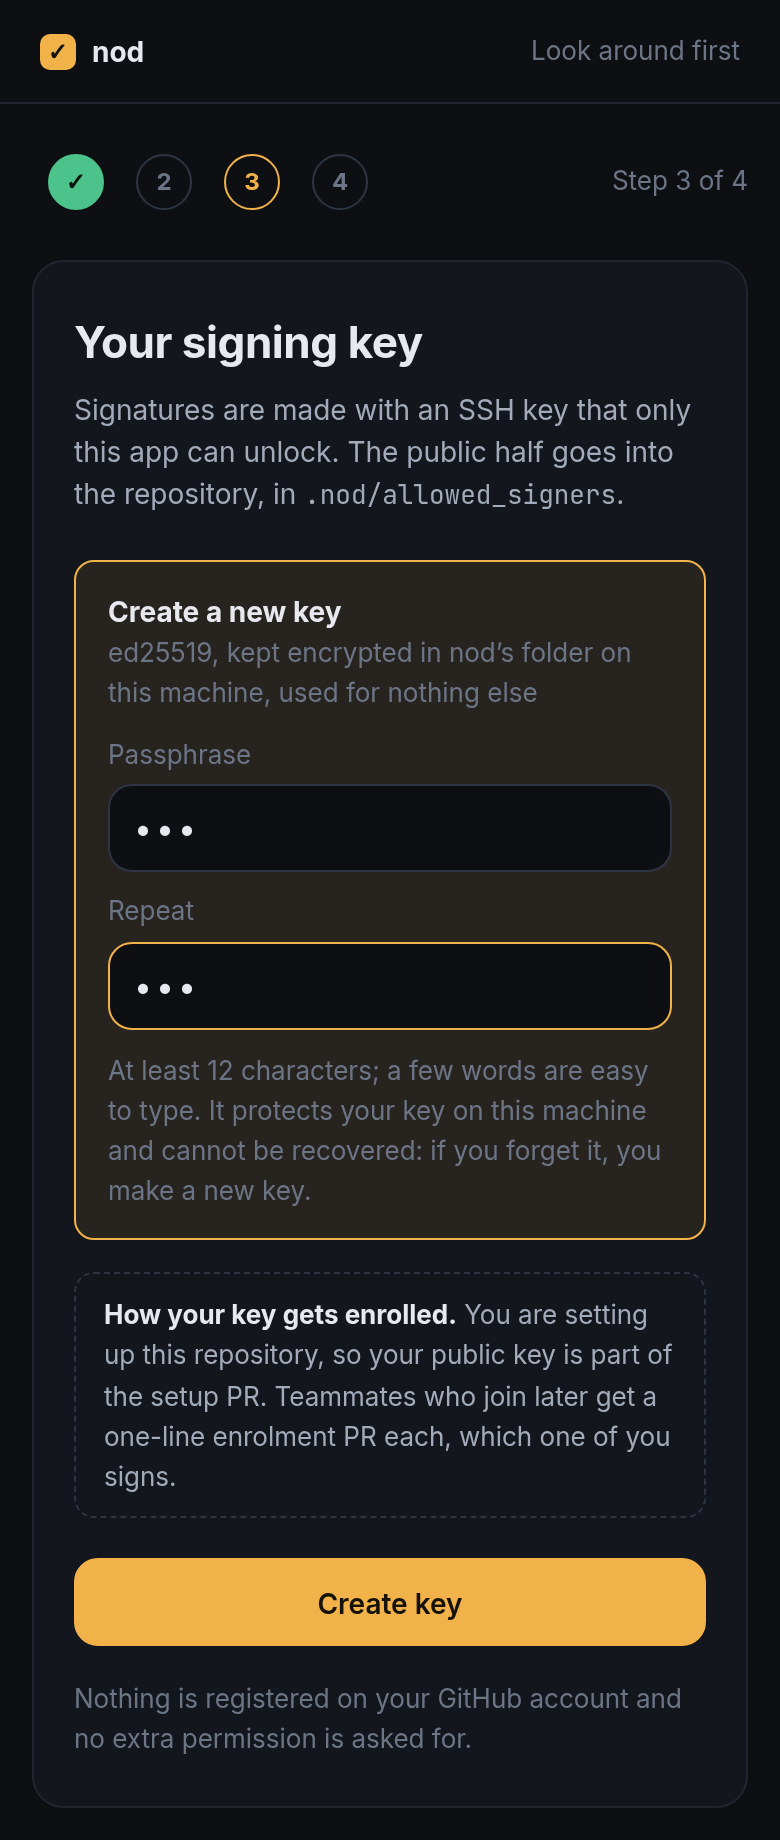 ✓ nod
Look around first
✓ 2 3 4
Step 3 of 4
Your signing key
Signatures are made with an SSH key that only
this app can unlock. The public half goes into
the repository, in .nod/allowed_signers.
Create a new key
ed25519, kept encrypted in nod’s folder on
this machine, used for nothing else
Passphrase
•••
Repeat
•••
At least 12 characters; a few words are easy
to type. It protects your key on this machine
and cannot be recovered: if you forget it, you
make a new key.
How your key gets enrolled. You are setting
up this repository, so your public key is part of
the setup PR. Teammates who join later get a
one-line enrolment PR each, which one of you
signs.
Create key
Nothing is registered on your GitHub account and
no extra permission is asked for.